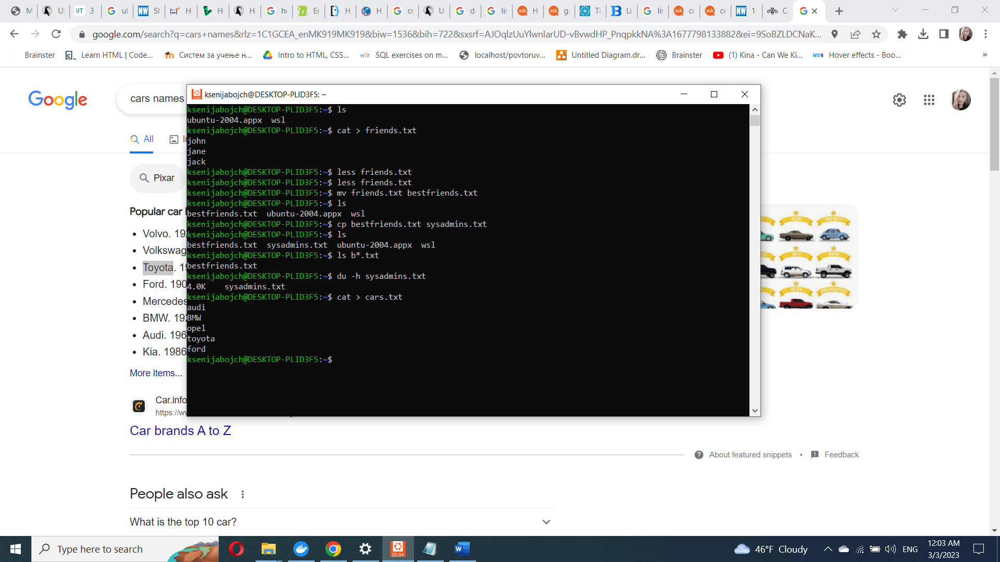 M
UI
UT 3
ul
Sh
H
H
H
ho
Er
H
H
cr
U
di
lis
H
gr
Ti
Li
lis
cc
cc
1
C
google.com/search?q=cars+names&rlz=1C1GCEA_enMK919MK919&biw=1536&bih=722&sxsrf=AJOqlzUuYlwnIarUD-vBvwdHP_PnqpkkNA%3A1677798133882&ei=9SoBZLDCNaK...
Brainster
Learn HTML | Code...
Систем за учење н...
Intro to HTML, CSS...
w3r SQL exercises on m...
localhost/povtoruv...
Untitled Diagram.dr...
Brainster
(1) Kina - Can We Ki...
MDB Hover effects - Boo...
»
Google
cars names
All
Pixar
Popular car
Volvo. 19
Volkswag
Toyota. 1
Ford. 190
Mercedes
BMW. 19
Audi. 196
Kia. 1986
More items...
Car.info
https://w
Car brands A to Z
About featured snippets • Feedback
People also ask
What is the top 10 car?
ksenijabojch@DESKTOP-PLID3F5: ~
ksenijabojch@DESKTOP-PLID3F5:~$ ls
ubuntu-2004.appx  wsl
ksenijabojch@DESKTOP-PLID3F5:~$ cat > friends.txt
john
jane
jack
ksenijabojch@DESKTOP-PLID3F5:~$ less friends.txt
ksenijabojch@DESKTOP-PLID3F5:~$ less friends.txt
ksenijabojch@DESKTOP-PLID3F5:~$ mv friends.txt bestfriends.txt
ksenijabojch@DESKTOP-PLID3F5:~$ ls
bestfriends.txt  ubuntu-2004.appx  wsl
ksenijabojch@DESKTOP-PLID3F5:~$ cp bestfriends.txt sysadmins.txt
ksenijabojch@DESKTOP-PLID3F5:~$ ls
bestfriends.txt  sysadmins.txt  ubuntu-2004.appx  wsl
ksenijabojch@DESKTOP-PLID3F5:~$ ls b*.txt
bestfriends.txt
ksenijabojch@DESKTOP-PLID3F5:~$ du -h sysadmins.txt
4.0K    sysadmins.txt
ksenijabojch@DESKTOP-PLID3F5:~$ cat > cars.txt
audi
BMW
opel
toyota
ford
ksenijabojch@DESKTOP-PLID3F5:~$
Type here to search
20.04
46°F Cloudy
ENG
12:03 AM
3/3/2023